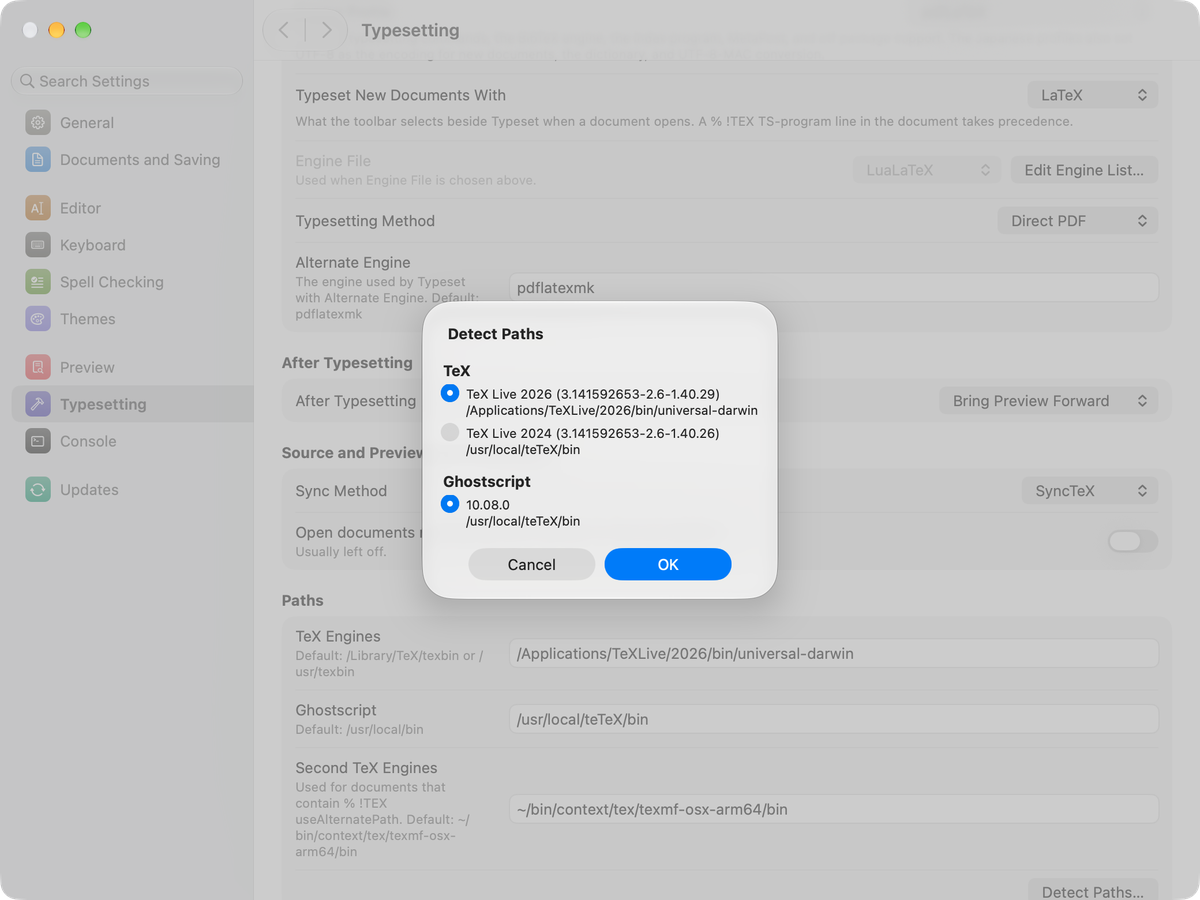 Typesetting
Search Settings
General
Documents and Saving
Editor
Keyboard
Spell Checking
Themes
Preview
Typesetting
Console
Updates
Typeset New Documents With
LaTeX
What the toolbar selects beside Typeset when a document opens. A % !TEX TS-program line in the document takes precedence.
Engine File
Used when Engine File is chosen above.
LuaLaTeX
Edit Engine List...
Typesetting Method
Direct PDF
Alternate Engine
The engine used by Typeset
with Alternate Engine. Default:
pdflatexmk
pdflatexmk
After Typesetting
After Typesetting
Bring Preview Forward
Source and Preview
Sync Method
SyncTeX
Open documents
Usually left off.
Detect Paths
TeX
TeX Live 2026 (3.141592653-2.6-1.40.29)
/Applications/TeXLive/2026/bin/universal-darwin
TeX Live 2024 (3.141592653-2.6-1.40.26)
/usr/local/teTeX/bin
Ghostscript
10.08.0
/usr/local/teTeX/bin
Cancel
OK
Paths
TeX Engines
Default: /Library/TeX/texbin or /
usr/texbin
/Applications/TeXLive/2026/bin/universal-darwin
Ghostscript
Default: /usr/local/bin
/usr/local/teTeX/bin
Second TeX Engines
Used for documents that
contain % !TEX
useAlternatePath. Default: ~/
bin/context/tex/texmf-osx-
arm64/bin
~/bin/context/tex/texmf-osx-arm64/bin
Detect Paths...